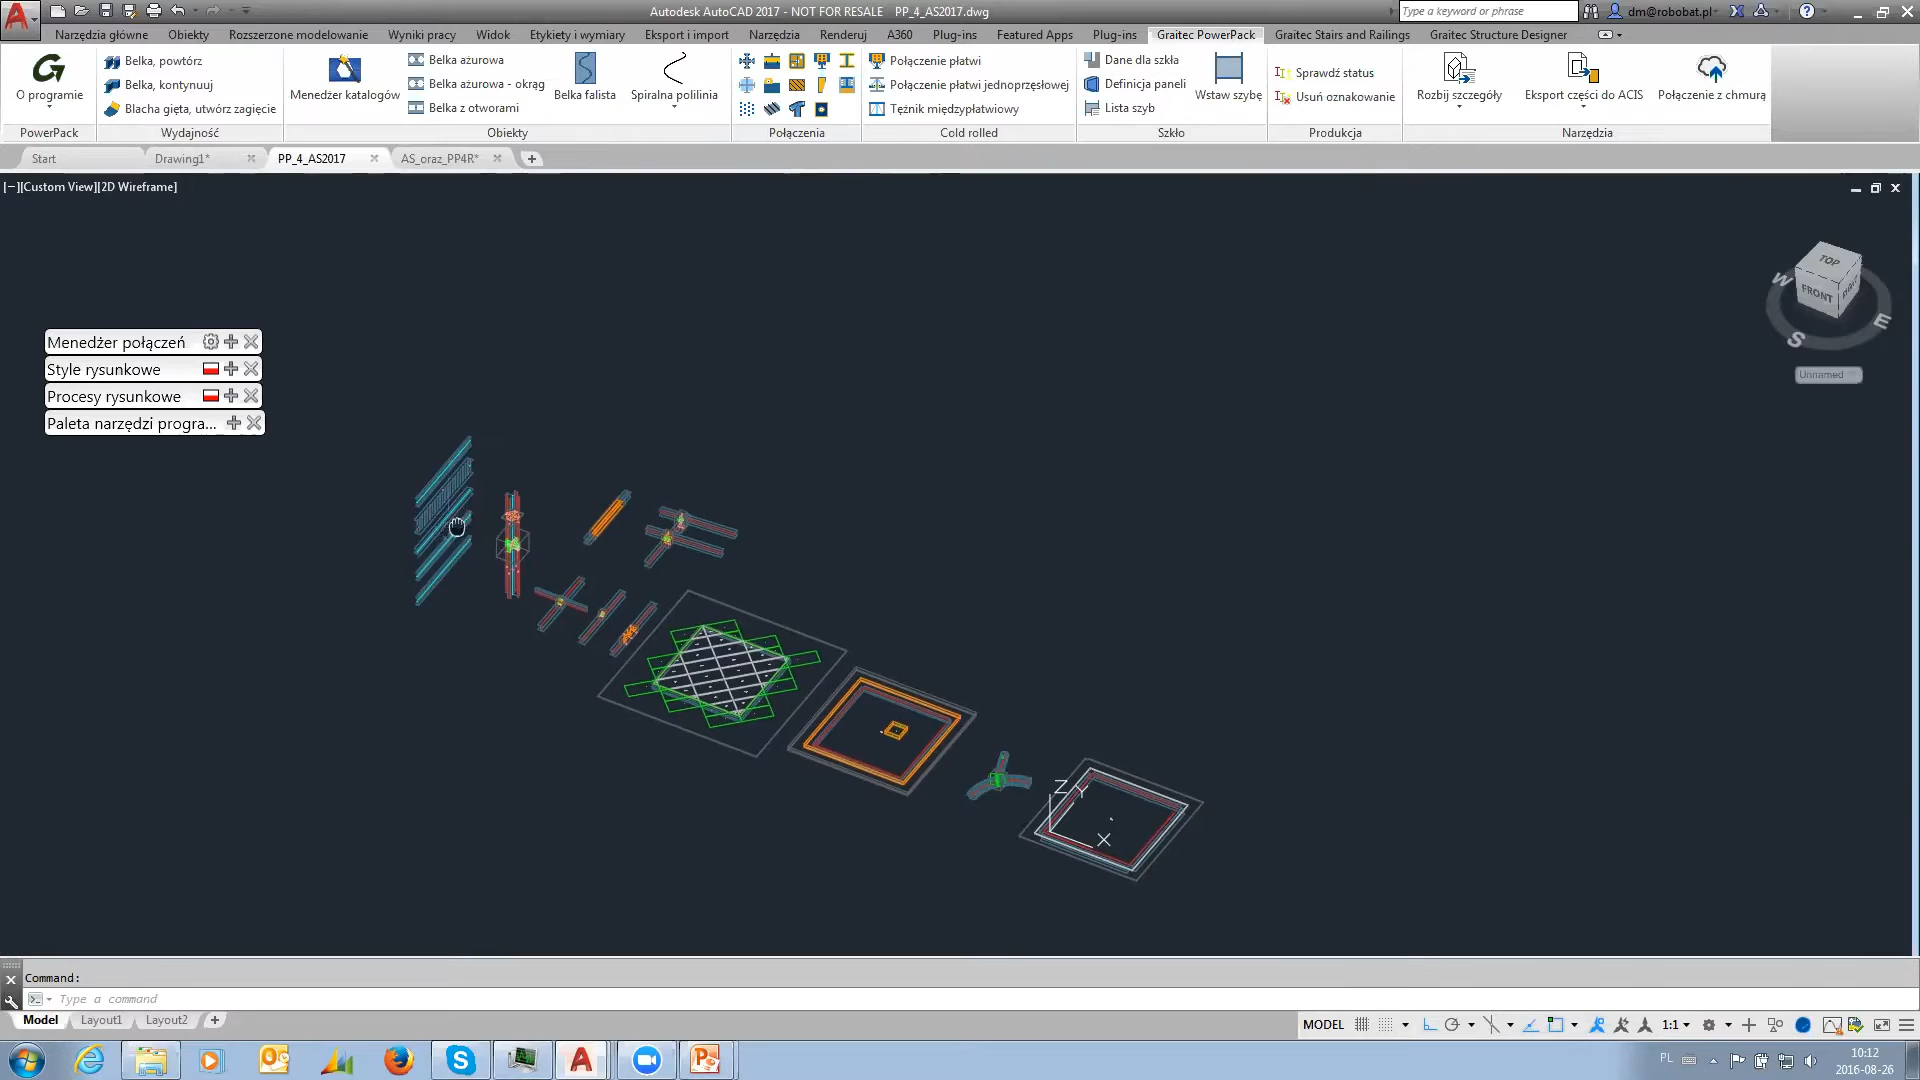 Autodesk AutoCAD 2017 - NOT FOR RESALE PP_4_AS2017.dwg
Type a keyword or phrase
dm@robobat.pl
Narzędzia główne Obiekty Rozszerzone modelowanie Wyniki pracy Widok Etykiety i wymiary Eksport i import Narzędzia Renderuj A360 Plug-ins Featured Apps Plug-ins Graitec PowerPack Graitec Stairs and Railings Graitec Structure Designer
O programie
PowerPack
Belka, powtórz
Belka, kontynuuj
Blacha gięta, utwórz zagięcie
Wydajność
Menedżer katalogów
Belka ażurowa
Belka ażurowa - okrąg
Belka z otworami
Belka falista
Spiralna polilinia
Obiekty
Połączenia
Połączenie płatwi
Połączenie płatwi jednoprzęsłowej
Tężnik międzypłatwiowy
Cold rolled
Dane dla szkła
Definicja paneli
Lista szyb
Wstaw szybę
Szkło
Sprawdź status
Usuń oznakowanie
Produkcja
Rozbij szczegóły
Eksport części do ACIS
Połączenie z chmurą
Narzędzia
Start Drawing1* PP_4_AS2017 AS_oraz_PP4R*
[−][Custom View][2D Wireframe]
TOP
FRONT
W
S
E
Unnamed
Menedżer połączeń
Style rysunkowe
Procesy rysunkowe
Paleta narzędzi progra...
Z
Y
X
Command:
Type a command
Model Layout1 Layout2
MODEL
1:1
PL
10:12
2016-08-26